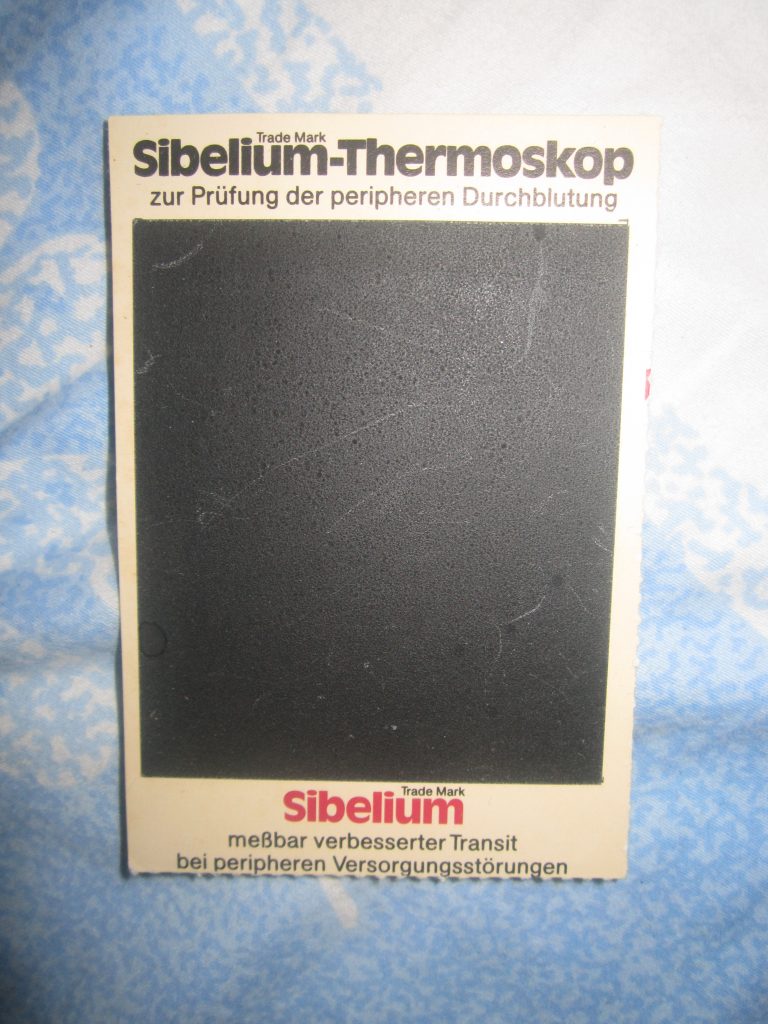 Trade Mark
Sibelium-Thermoskop
zur Prüfung der peripheren Durchblutung
Trade Mark
Sibelium
meßbar verbesserter Transit
bei peripheren Versorgungsstörungen